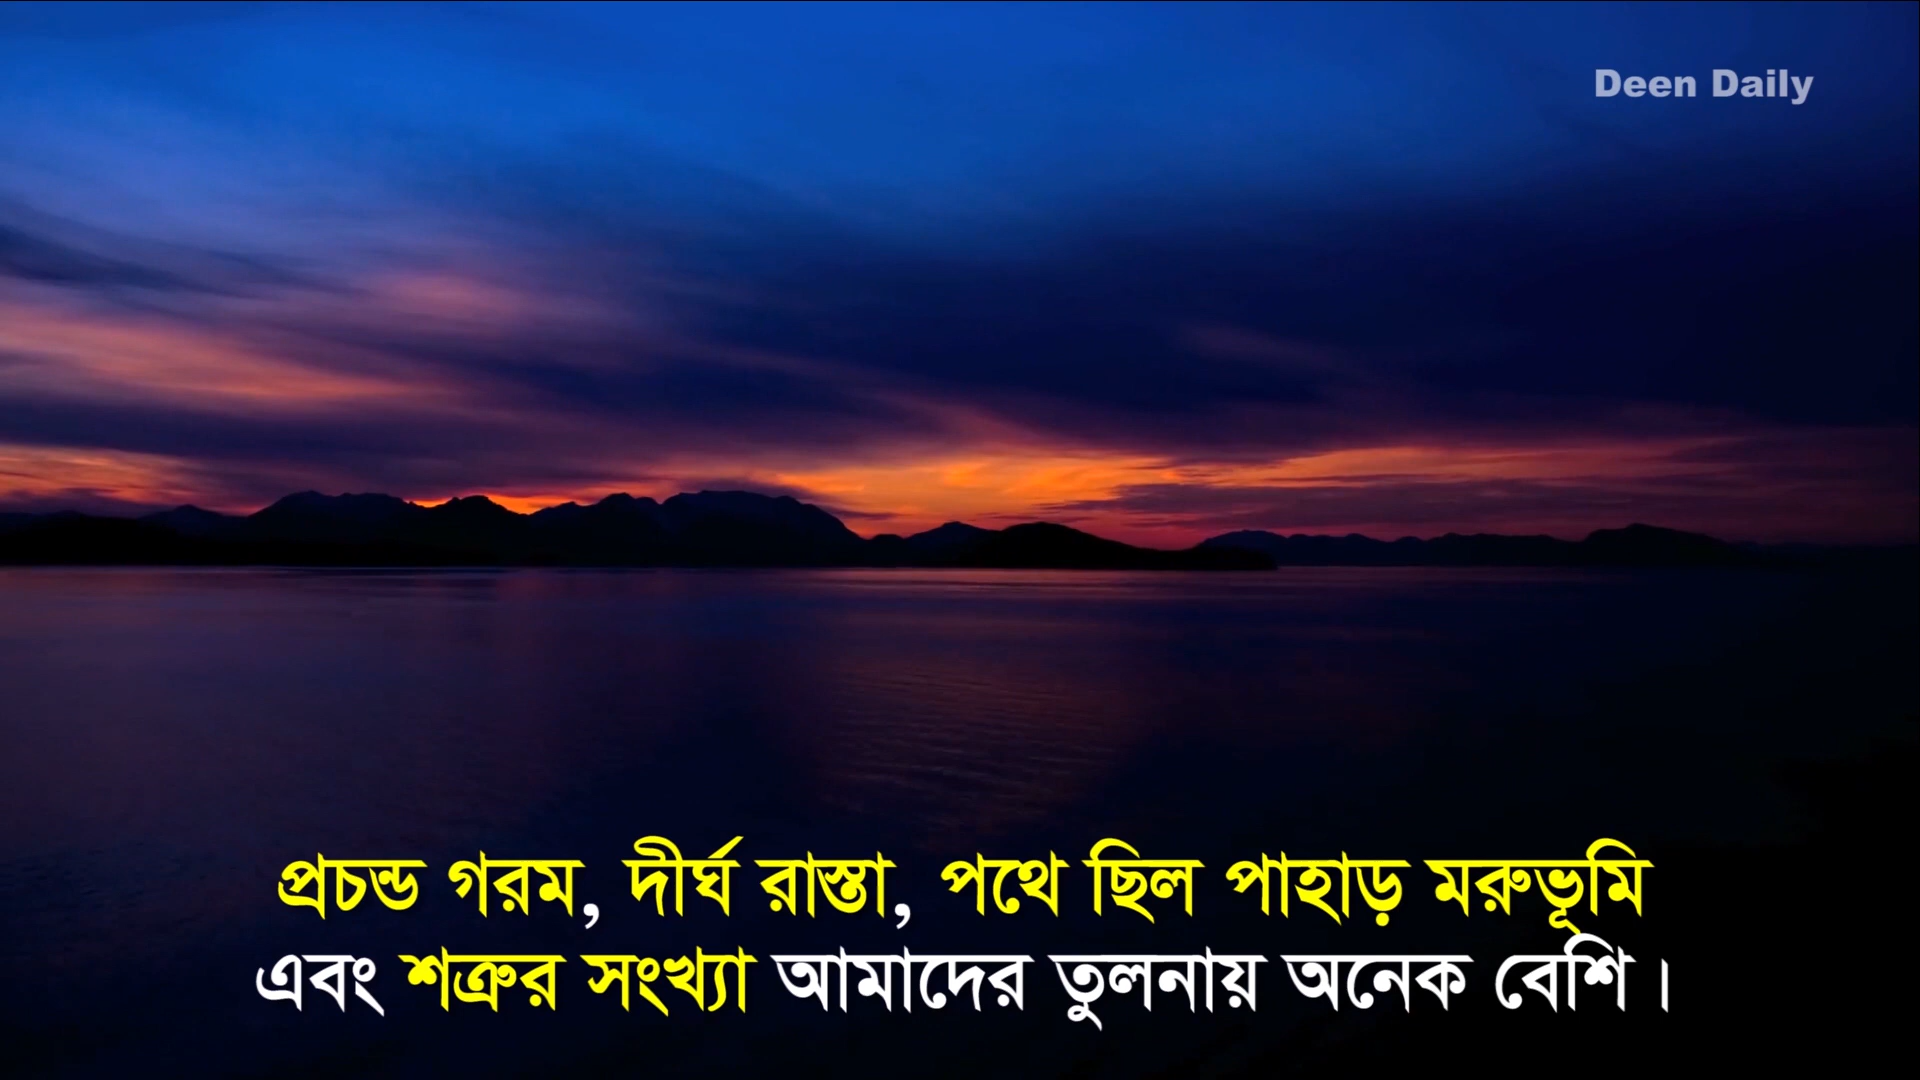 Deen Daily
প্রচন্ড গরম, দীর্ঘ রাস্তা, পথে ছিল পাহাড় মরুভূমি
এবং শত্রুর সংখ্যা আমাদের তুলনায় অনেক বেশি।